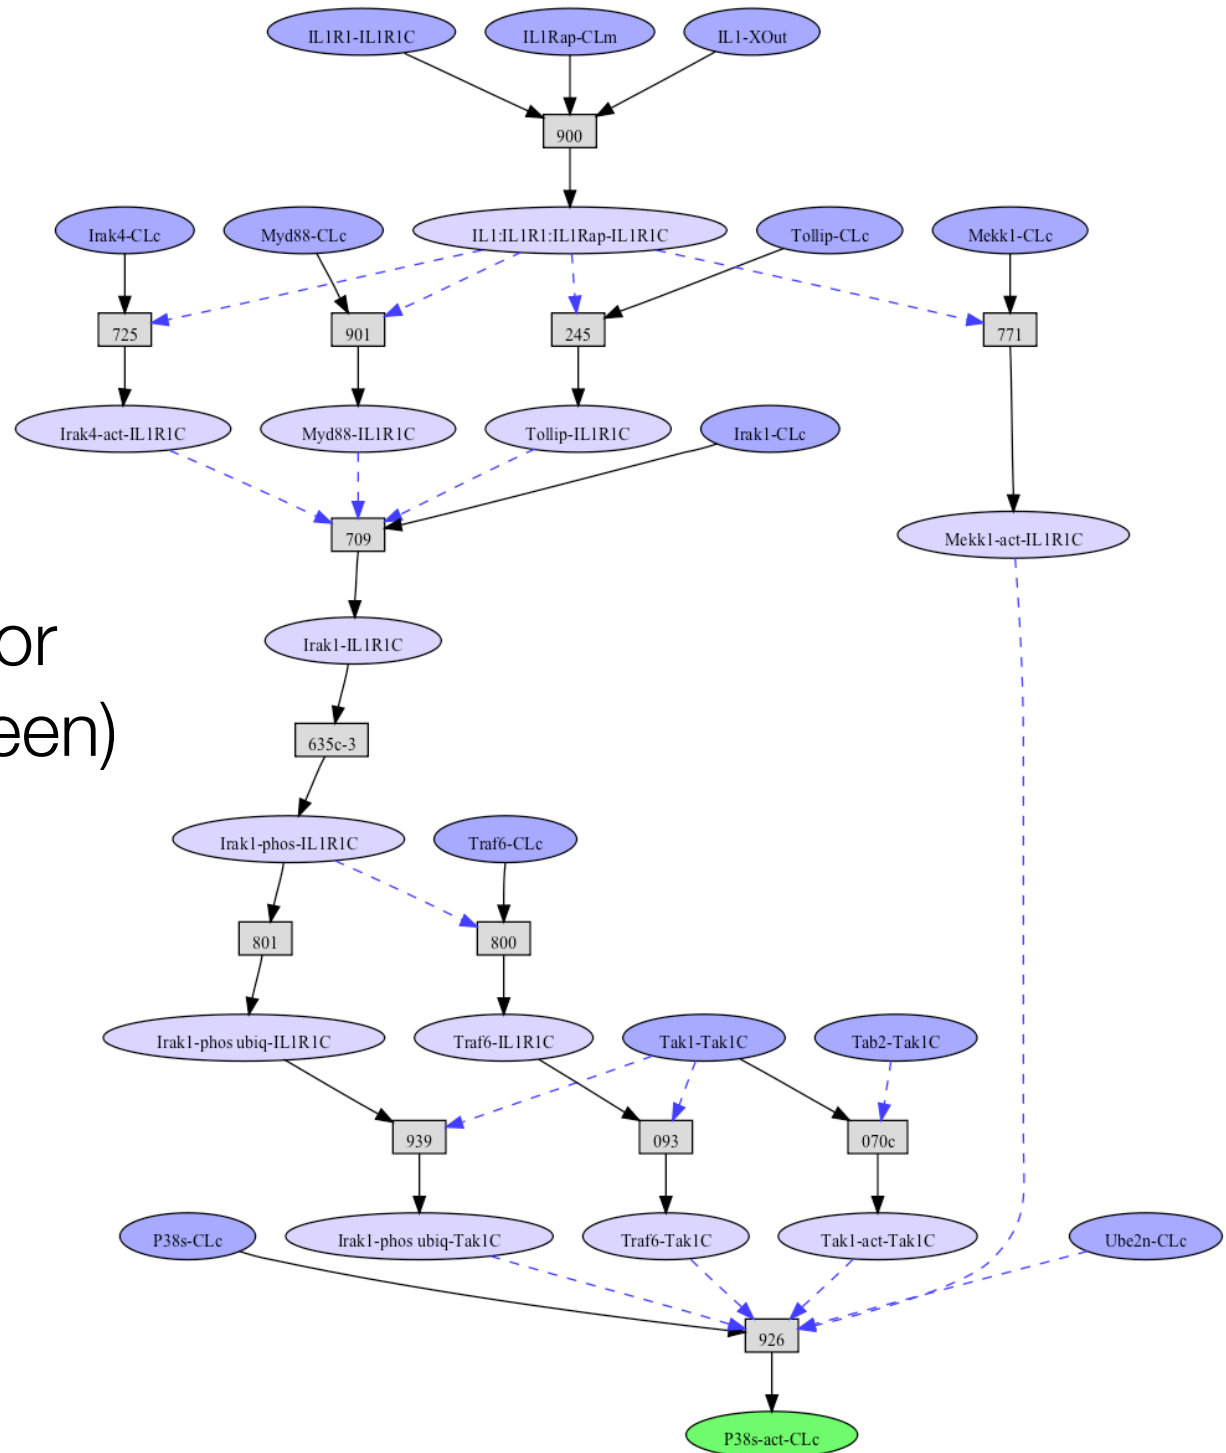 IL1R1-IL1R1C
IL1Rap-CLm
IL1-XOut
900
Irak4-CLc
Myd88-CLc
IL1:IL1R1:IL1Rap-IL1R1C
Tollip-CLc
Mekk1-CLc
725
901
245
771
Irak4-act-IL1R1C
Myd88-IL1R1C
Tollip-IL1R1C
Irak1-CLc
709
Mekk1-act-IL1R1C
or
Irak1-IL1R1C
een)
635c-3
Irak1-phos-IL1R1C
Traf6-CLc
801
800
Irak1-phos ubiq-IL1R1C
Traf6-IL1R1C
Tak1-Tak1C
Tab2-Tak1C
939
093
070c
P38s-CLc
Irak1-phos ubiq-Tak1C
Traf6-Tak1C
Tak1-act-Tak1C
Ube2n-CLc
926
P38s-act-CLc